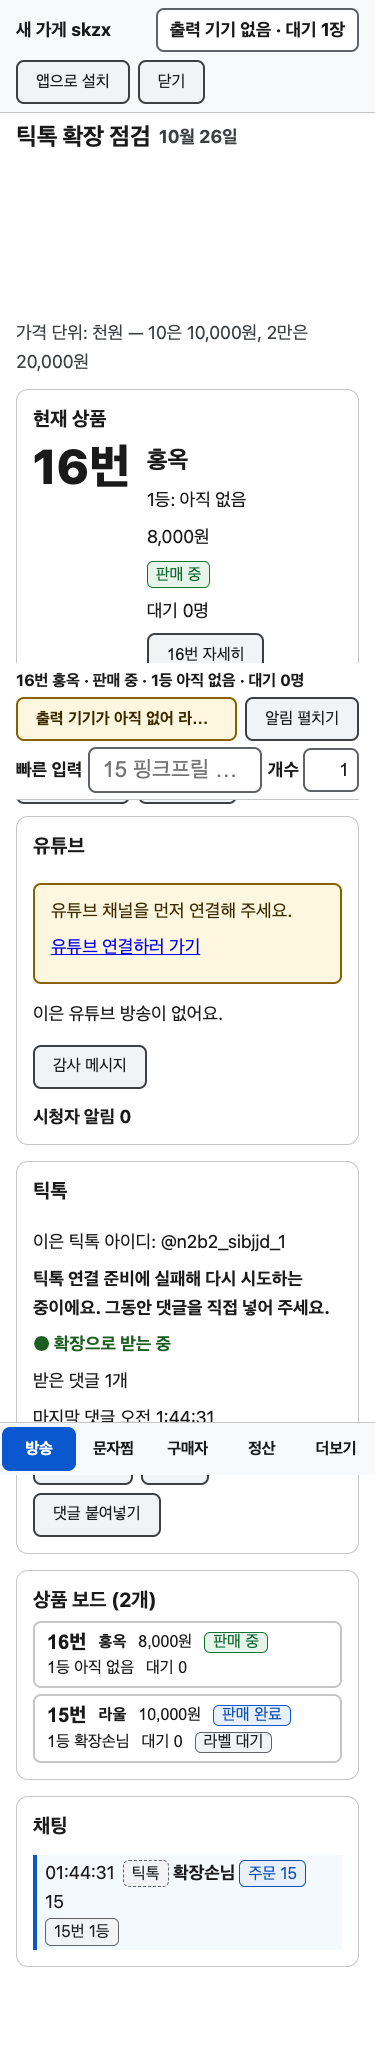 새 가게 skzx
출력 기기 없음 · 대기 1장
앱으로 설치
닫기
틱톡 확장 점검 10월 26일
가격 단위: 천원 — 10은 10,000원, 2만은
20,000원
현재 상품
16번
홍옥
1등: 아직 없음
8,000원
판매 중
대기 0명
16번 자세히
16번 홍옥 · 판매 중 · 1등 아직 없음 · 대기 0명
출력 기기가 아직 없어 라...
알림 펼치기
빠른 입력
15 핑크프릴 ...
개수
1
유튜브
유튜브 채널을 먼저 연결해 주세요.
유튜브 연결하러 가기
이은 유튜브 방송이 없어요.
감사 메시지
시청자 알림 0
틱톡
이은 틱톡 아이디: @n2b2_sibjjd_1
틱톡 연결 준비에 실패해 다시 시도하는
중이에요. 그동안 댓글을 직접 넣어 주세요.
● 확장으로 받는 중
받은 댓글 1개
마지막 댓글 오전 1:44:31
방송
문자찜
구매자
정산
더보기
댓글 붙여넣기
상품 보드 (2개)
16번 홍옥 8,000원 판매 중
1등 아직 없음 대기 0
15번 라울 10,000원 판매 완료
1등 확장손님 대기 0 라벨 대기
채팅
01:44:31 틱톡 확장손님 주문 15
15
15번 1등